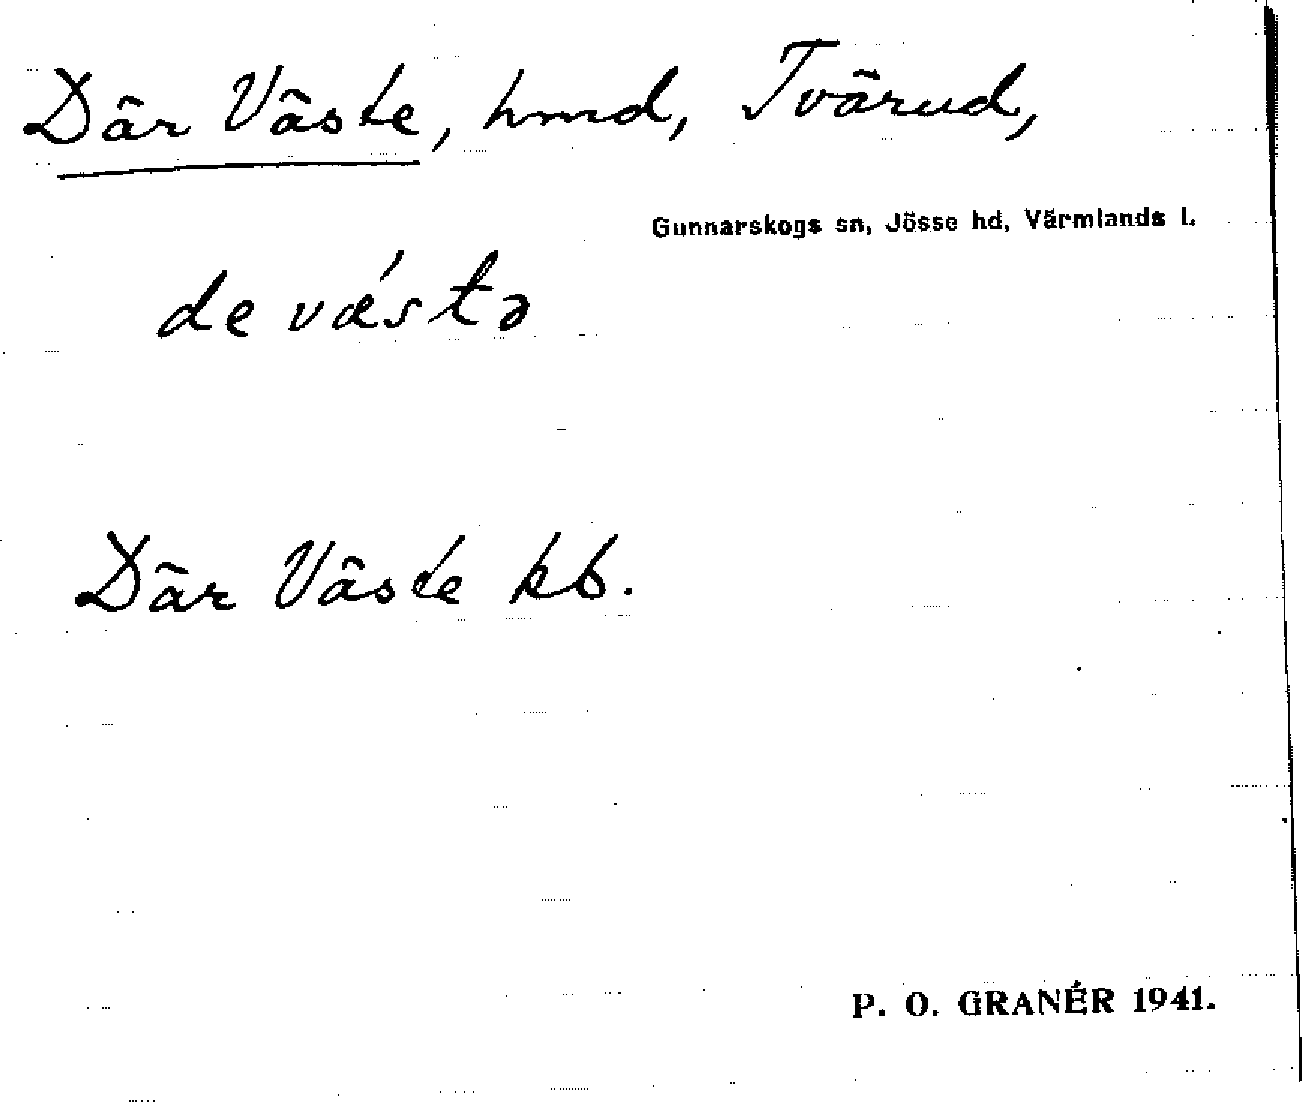 Där Väste, hmd, Tvärud,
Gunnarskogs sn, Jösse hd, Värmlands l.
de vǽstə
Där Väste kb.
P. O. GRANÉR 1941.